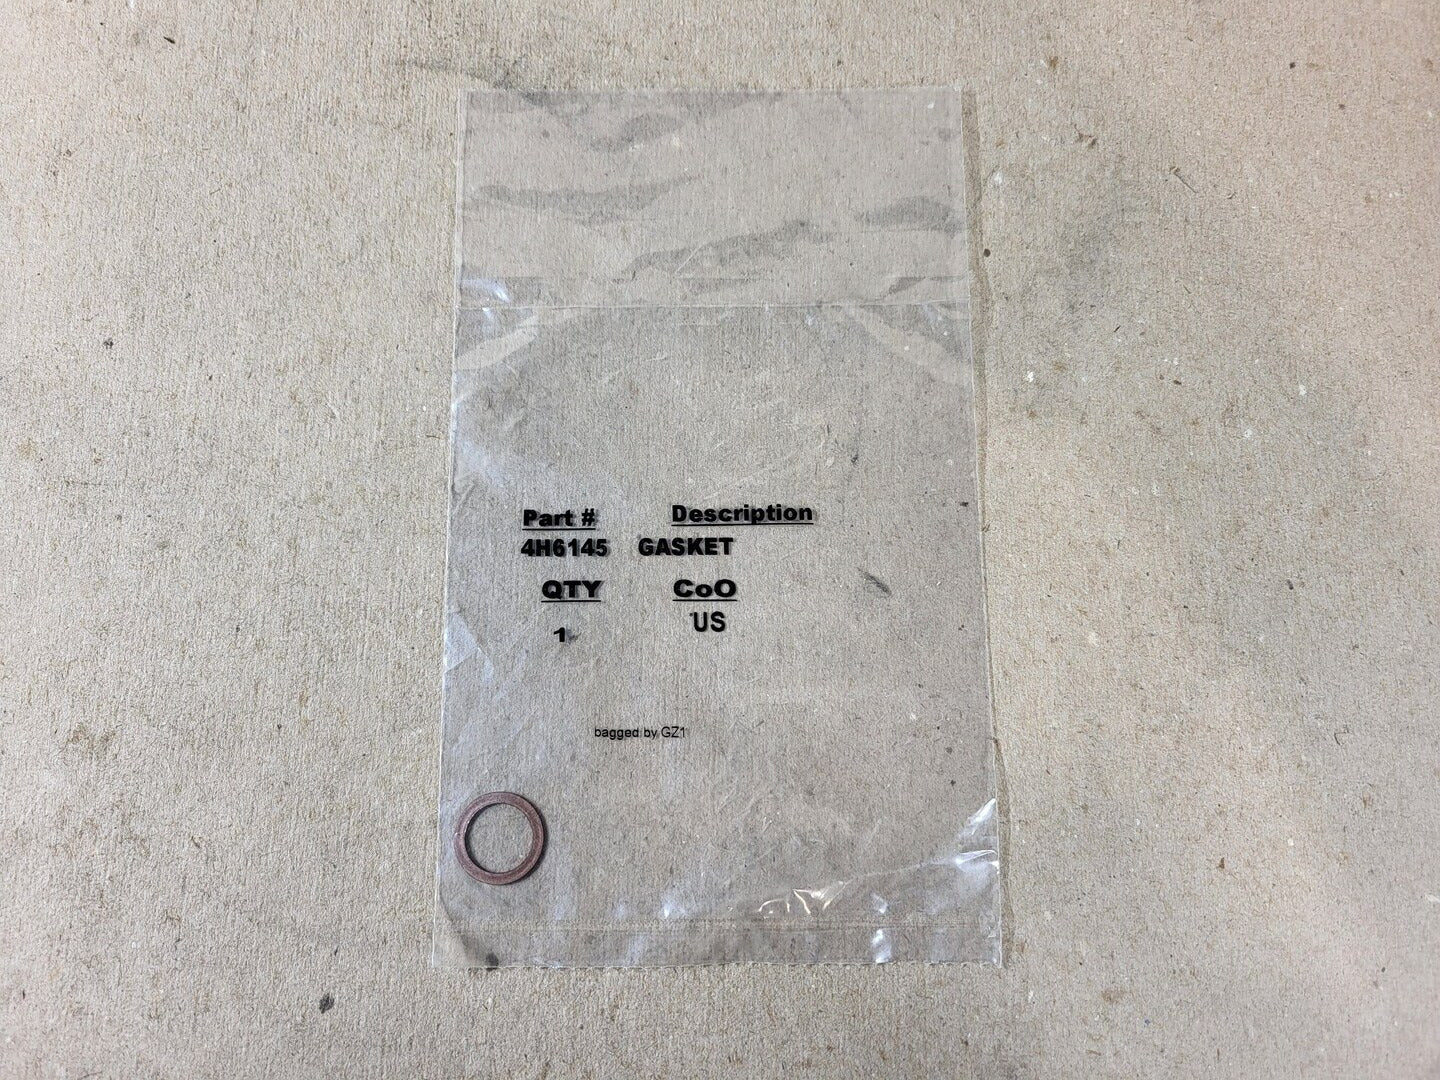 Part # Description
4H6145 GASKET
QTY CoO
1 US
bagged by GZ1